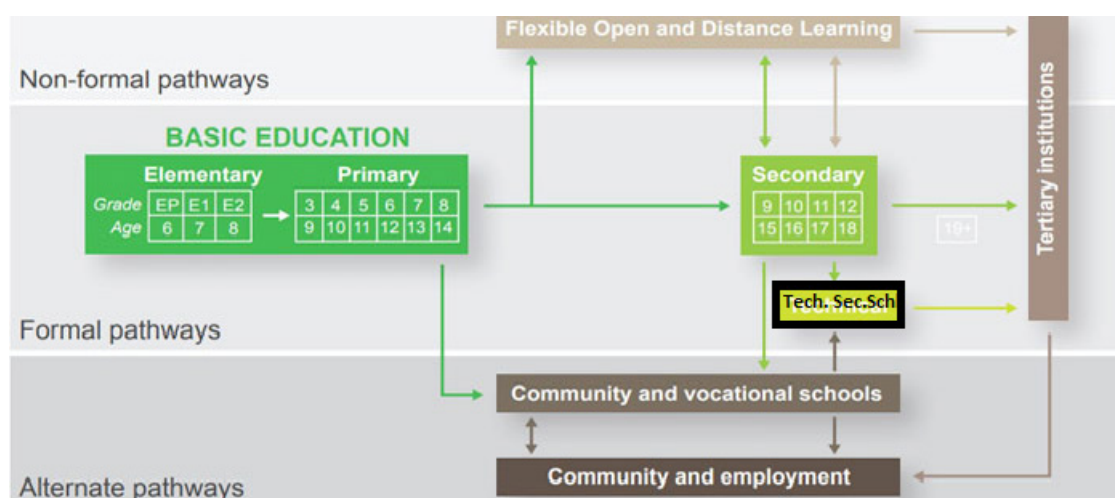 Flexible Open and Distance Learning
Non-formal pathways
BASIC EDUCATION
Elementary
Grade EP E1 E2
Age 6 7 8
Primary
3 4 5 6 7 8
9 10 11 12 13 14
Secondary
9 10 11 12
15 16 17 18
19+
Tertiary institutions
Tech. Sec.Sch
Technical
Formal pathways
Community and vocational schools
Community and employment
Alternate pathways